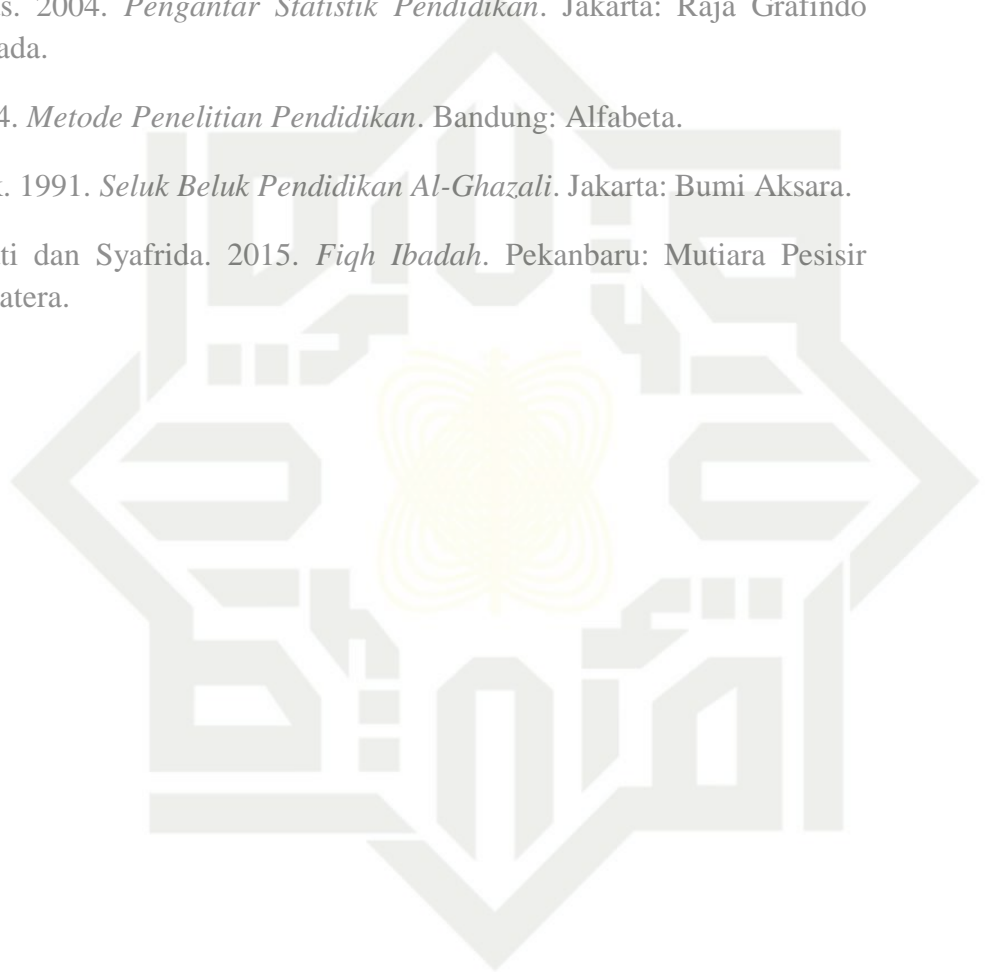 s. 2004. Pengantar Statistik Pendidikan. Jakarta: Raja Grafindo
ada.
4. Metode Penelitian Pendidikan. Bandung: Alfabeta.
. 1991. Seluk Beluk Pendidikan Al-Ghazali. Jakarta: Bumi Aksara.
ti dan Syafrida. 2015. Fiqh Ibadah. Pekanbaru: Mutiara Pesisir
atera.